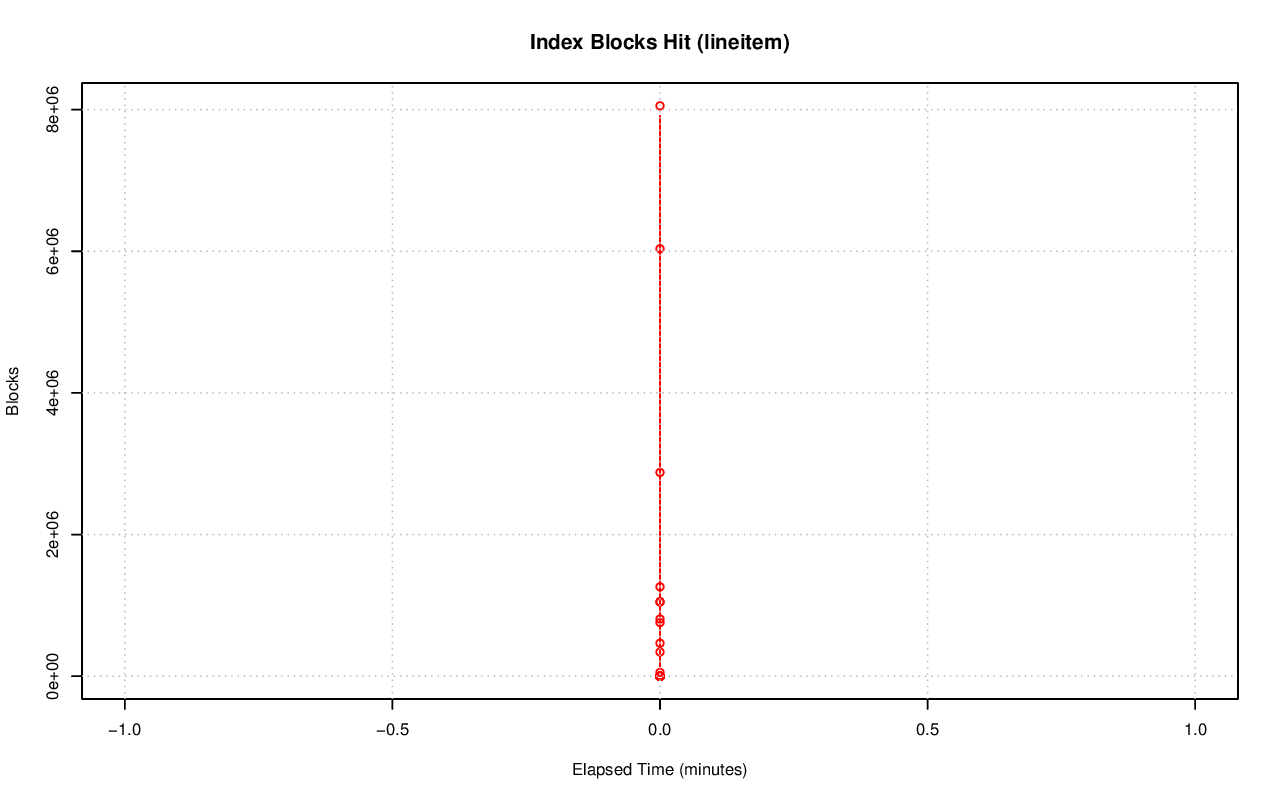 Index Blocks Hit (lineitem)
Blocks
8e+06
6e+06
4e+06
2e+06
0e+00
−1.0
−0.5
0.0
0.5
1.0
Elapsed Time (minutes)